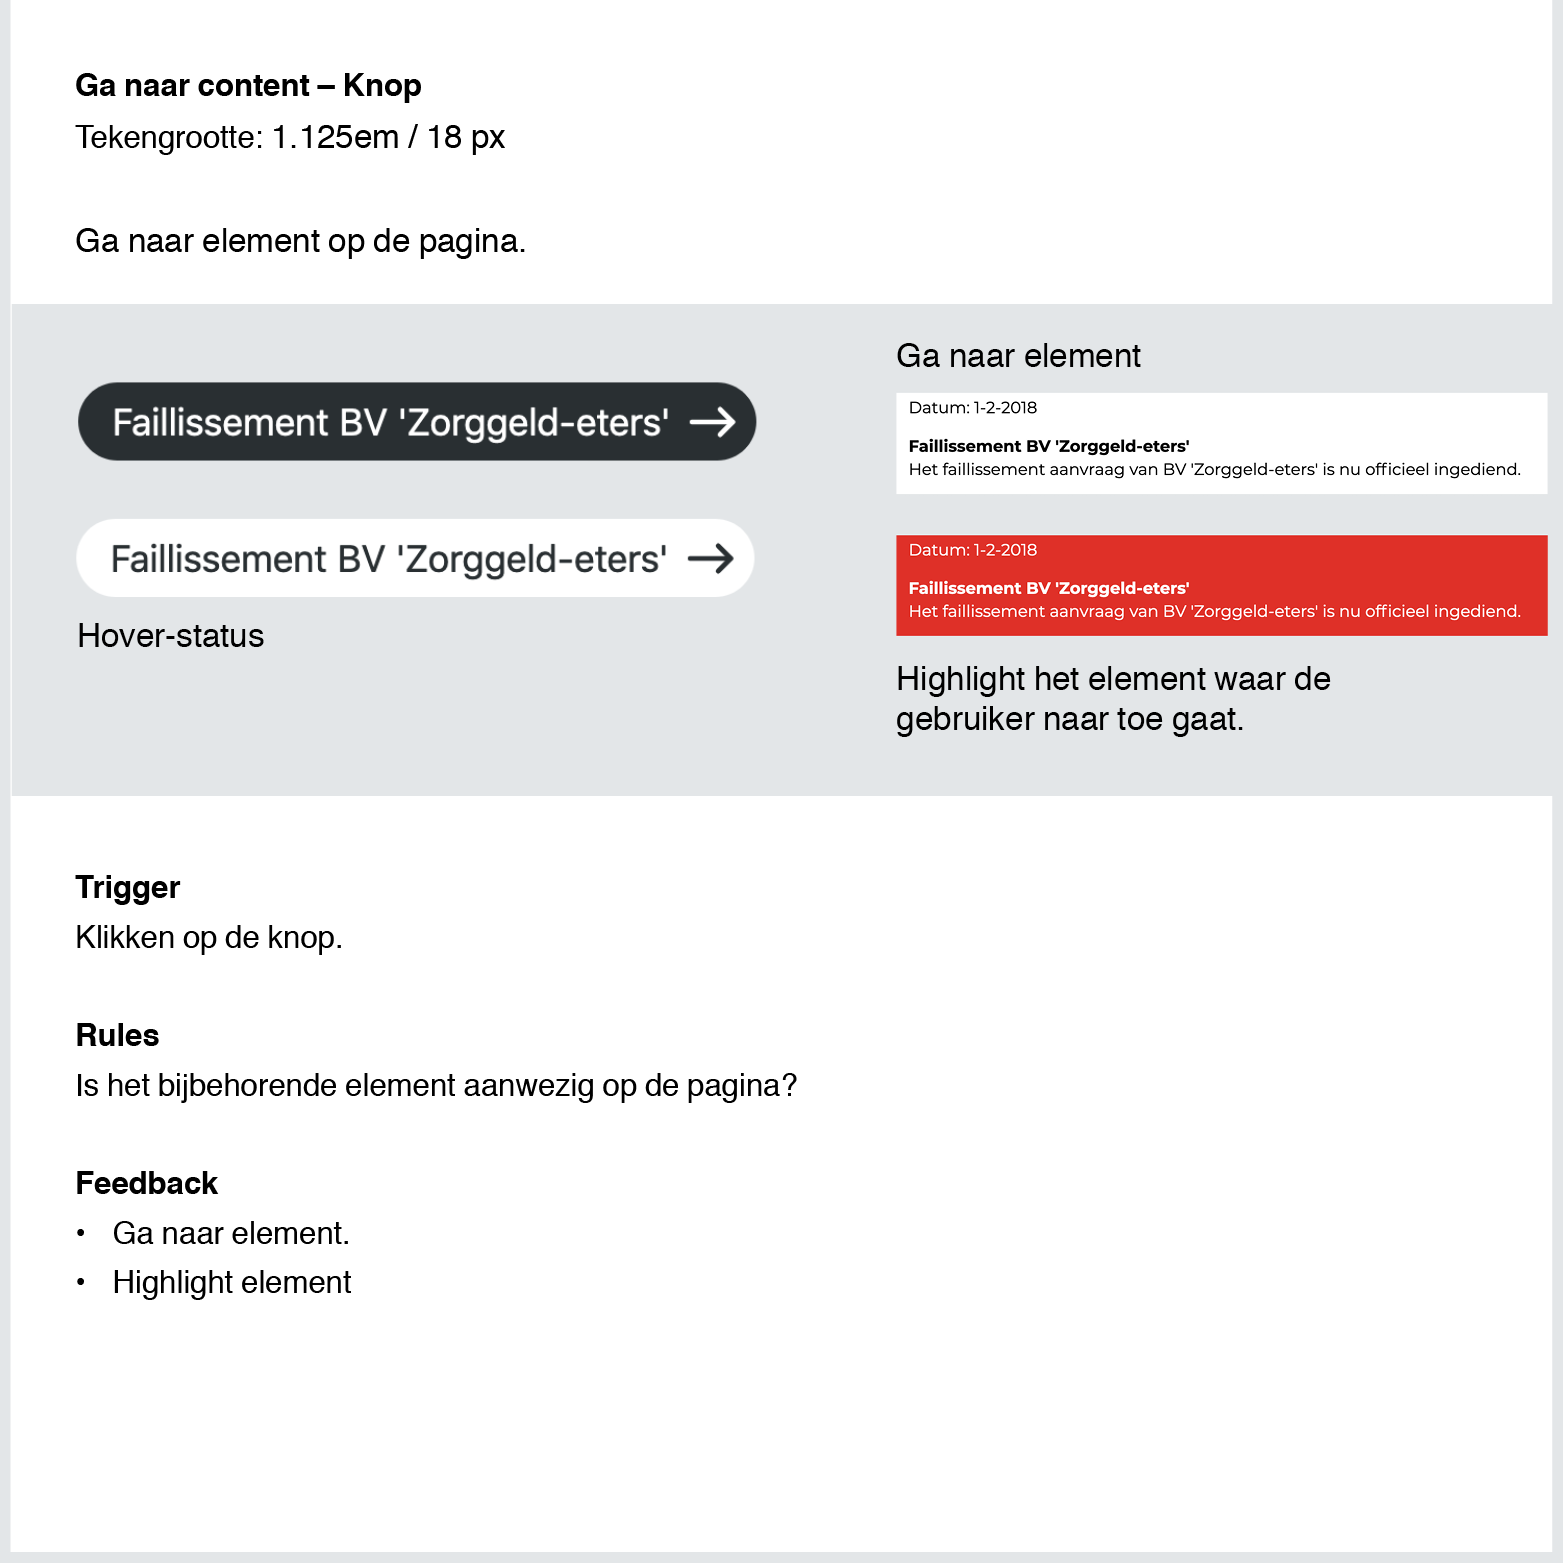 Ga naar content – Knop
Tekengrootte: 1.125em / 18 px
Ga naar element op de pagina.
Faillissement BV 'Zorggeld-eters' →
Faillissement BV 'Zorggeld-eters' →
Hover-status
Ga naar element
Datum: 1-2-2018
Faillissement BV 'Zorggeld-eters'
Het faillissement aanvraag van BV 'Zorggeld-eters' is nu officieel ingediend.
Datum: 1-2-2018
Faillissement BV 'Zorggeld-eters'
Het faillissement aanvraag van BV 'Zorggeld-eters' is nu officieel ingediend.
Highlight het element waar de
gebruiker naar toe gaat.
Trigger
Klikken op de knop.
Rules
Is het bijbehorende element aanwezig op de pagina?
Feedback
• Ga naar element.
• Highlight element